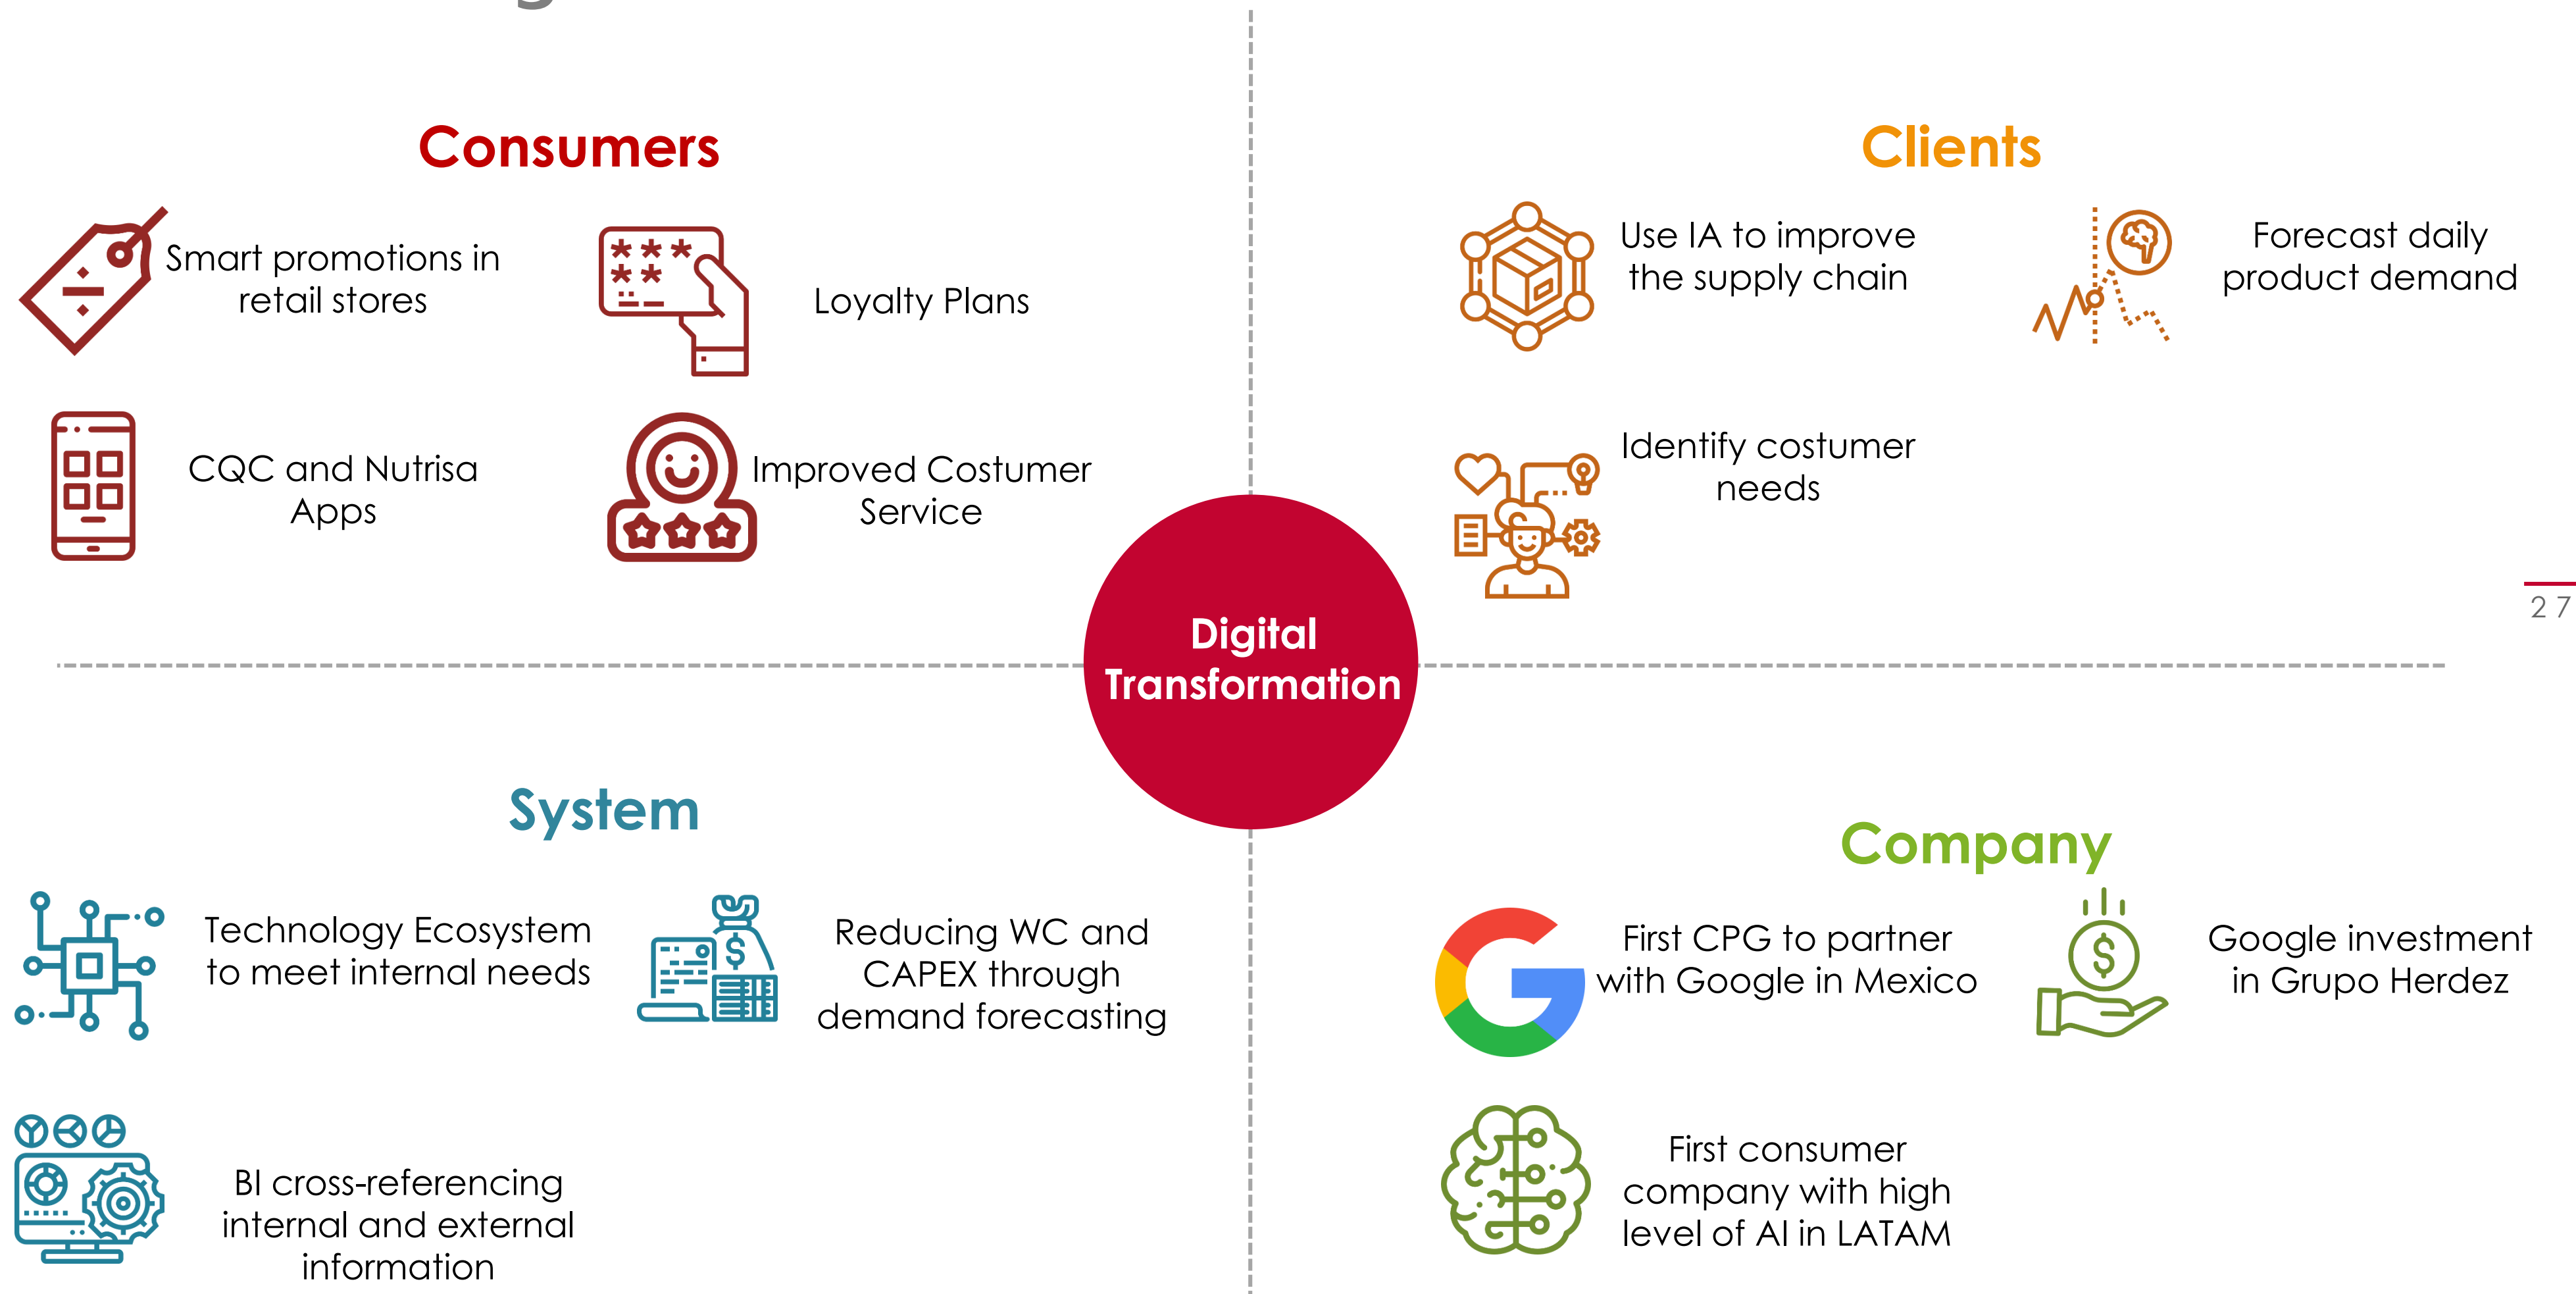 Consumers
Smart promotions in
retail stores
Loyalty Plans
CQC and Nutrisa
Apps
Improved Costumer
Service
Clients
Use IA to improve
the supply chain
Forecast daily
product demand
Identify costumer
needs
27
Digital
Transformation
System
Technology Ecosystem
to meet internal needs
Reducing WC and
CAPEX through
demand forecasting
BI cross-referencing
internal and external
information
Company
First CPG to partner
with Google in Mexico
Google investment
in Grupo Herdez
First consumer
company with high
level of AI in LATAM